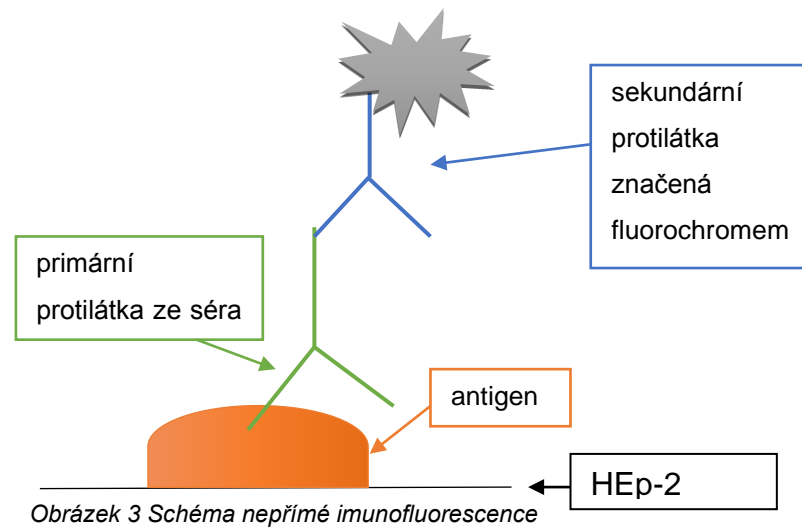 sekundární
protilátka
značená
fluorochromem
primární
protilátka ze séra
antigen
HEp-2
Obrázek 3 Schéma nepřímé imunofluorescence